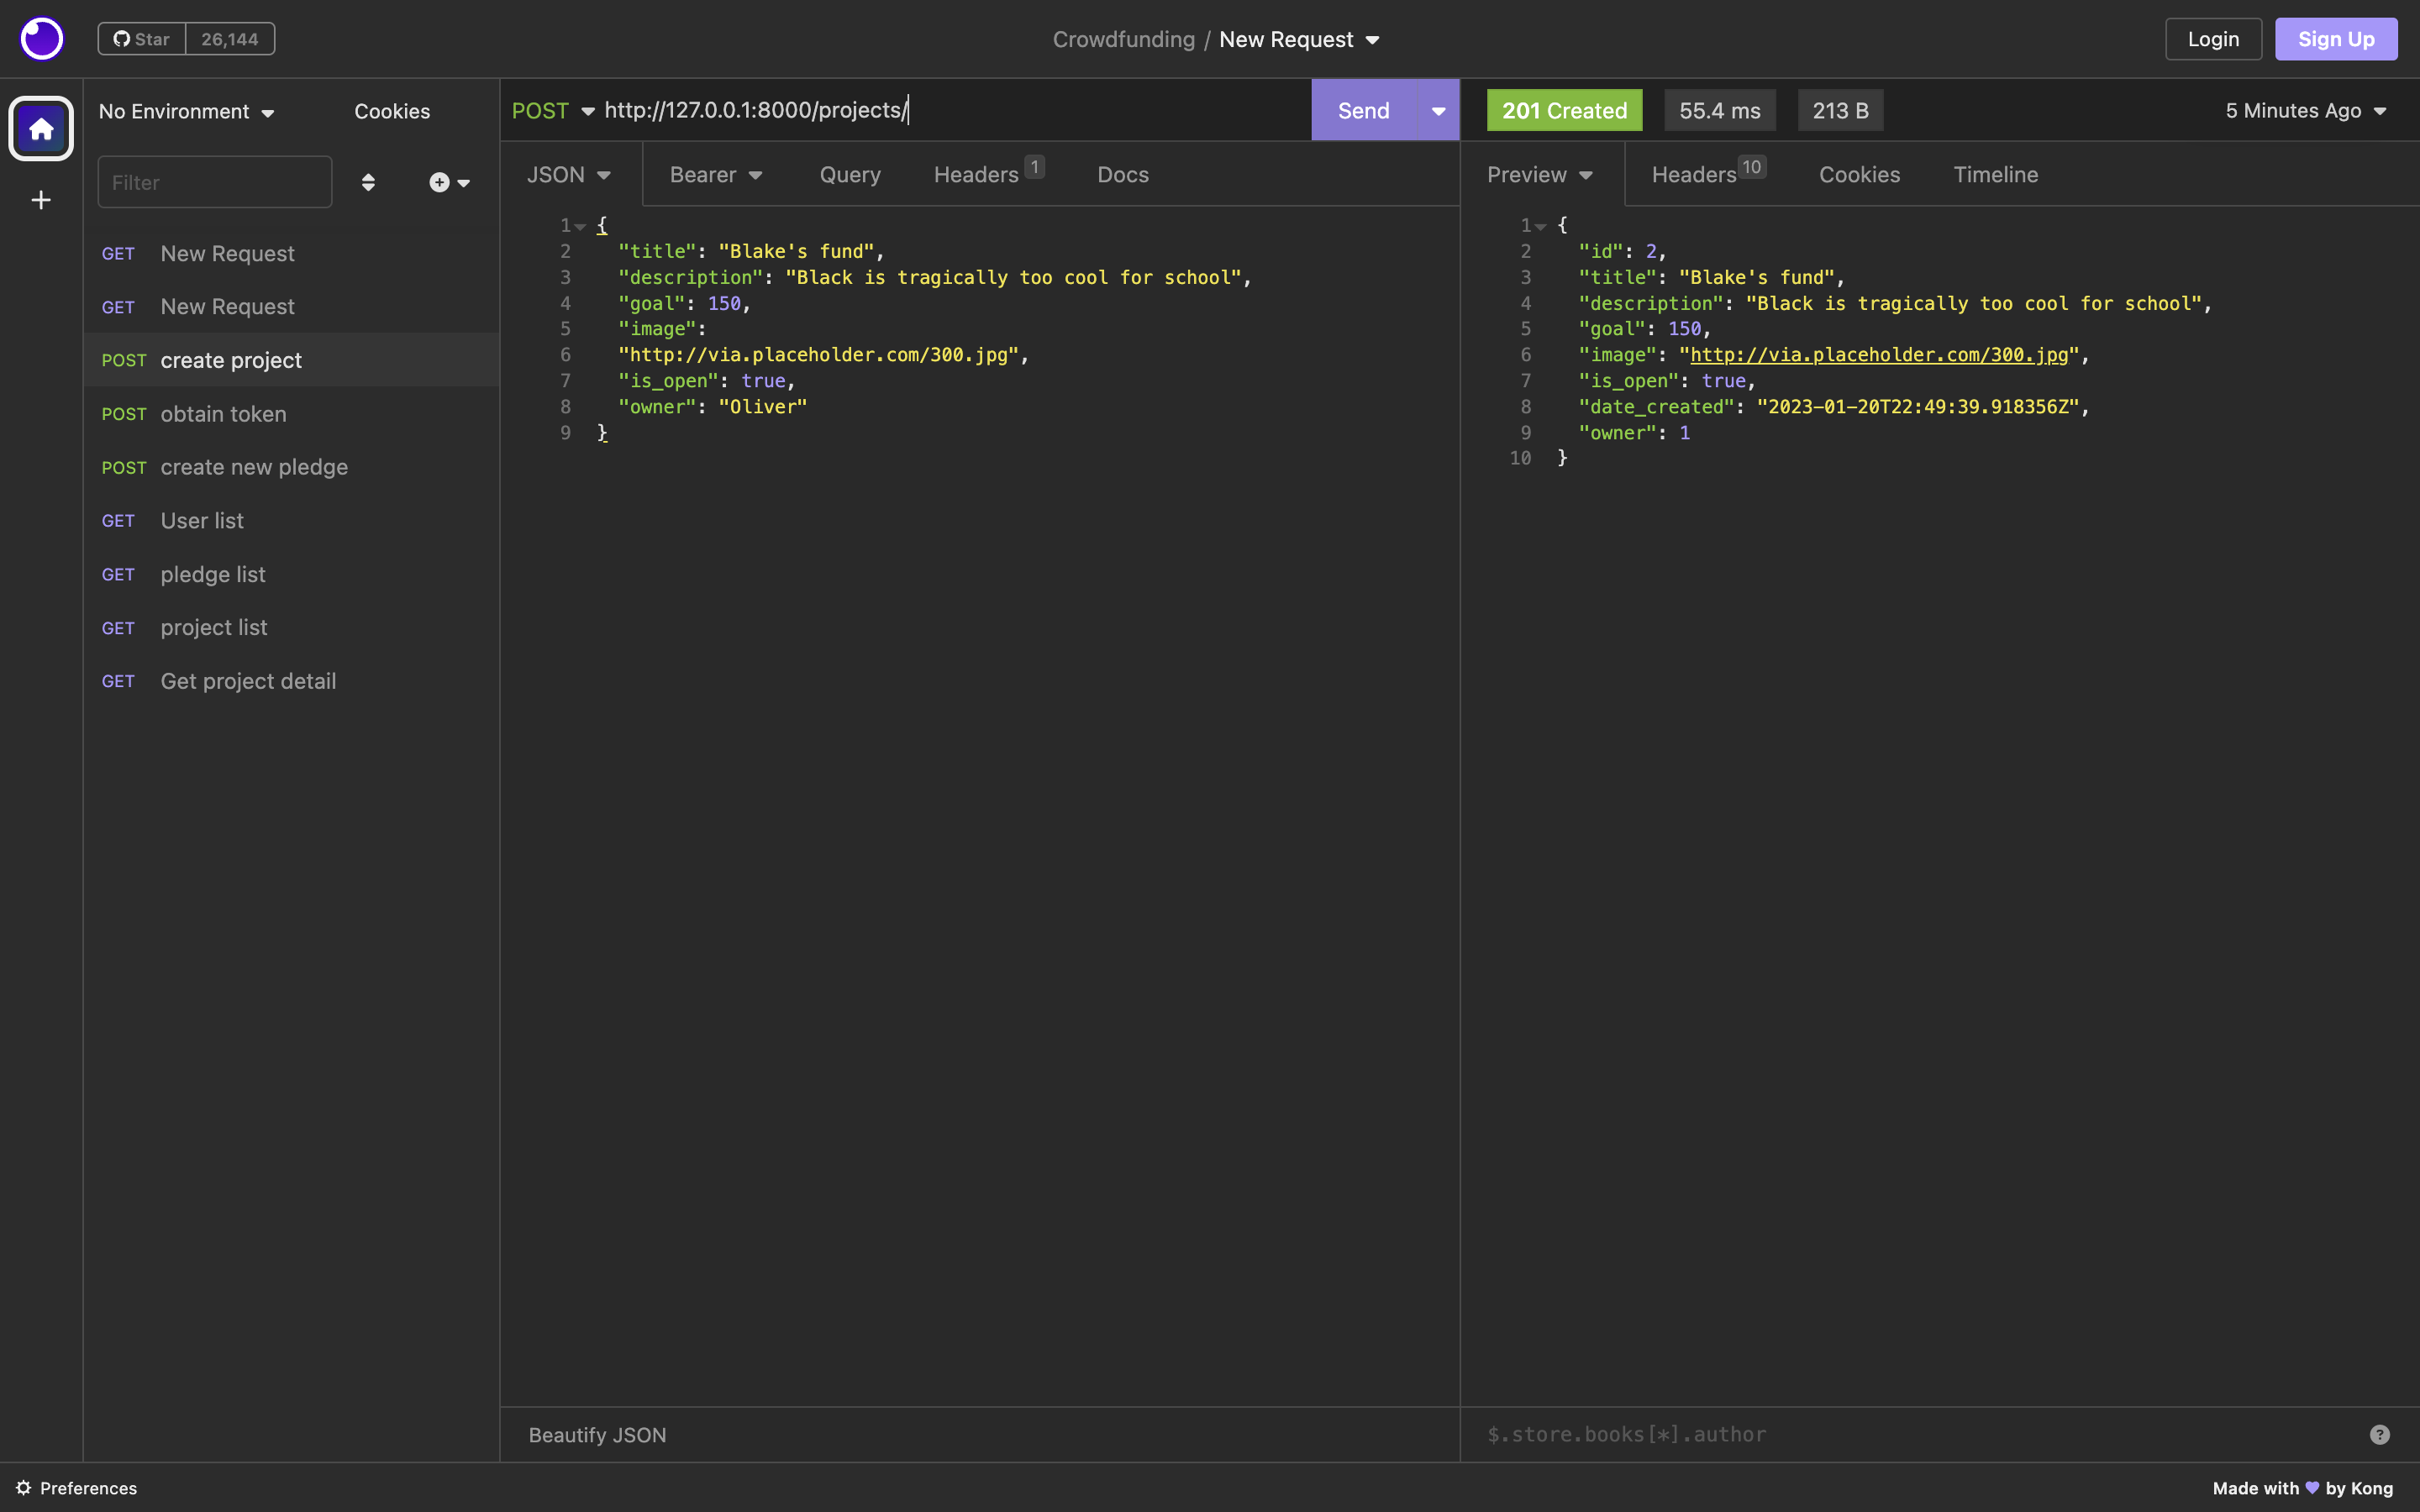 Star 26,144
Crowdfunding / New Request
Login Sign Up
No Environment Cookies
Filter
GET New Request
GET New Request
POST create project
POST obtain token
POST create new pledge
GET User list
GET pledge list
GET project list
GET Get project detail
POST http://127.0.0.1:8000/projects/ Send
JSON Bearer Query Headers 1 Docs
1 {
2 "title": "Blake's fund",
3 "description": "Black is tragically too cool for school",
4 "goal": 150,
5 "image":
6 "http://via.placeholder.com/300.jpg",
7 "is_open": true,
8 "owner": "Oliver"
9 }
Beautify JSON
201 Created 55.4 ms 213 B 5 Minutes Ago
Preview Headers 10 Cookies Timeline
1 {
2 "id": 2,
3 "title": "Blake's fund",
4 "description": "Black is tragically too cool for school",
5 "goal": 150,
6 "image": "http://via.placeholder.com/300.jpg",
7 "is_open": true,
8 "date_created": "2023-01-20T22:49:39.918356Z",
9 "owner": 1
10 }
$.store.books[*].author ?
Preferences
Made with by Kong